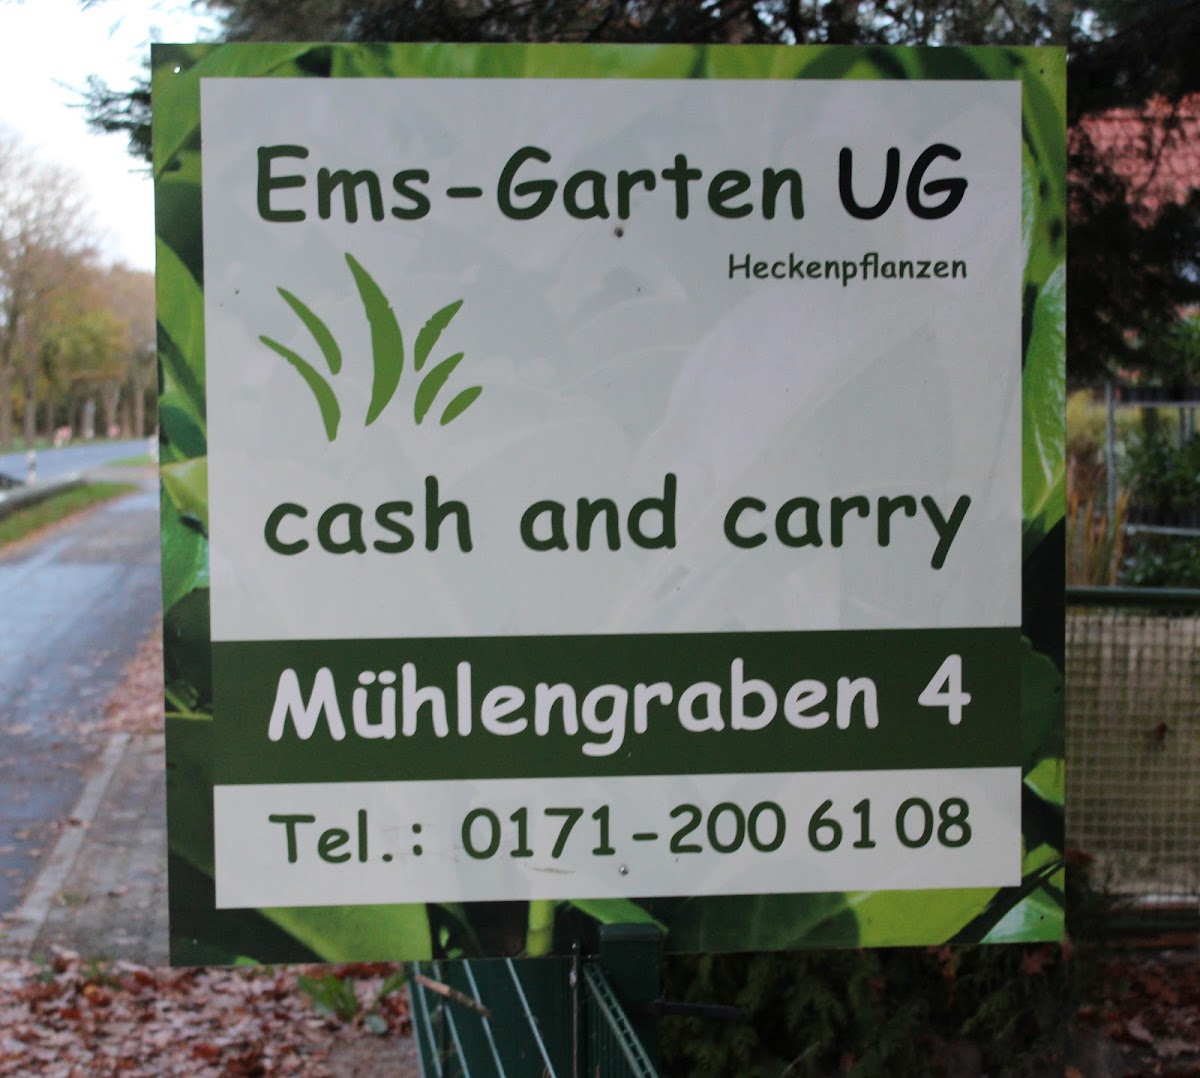 Ems-Garten UG
Heckenpflanzen
cash and carry
Mühlengraben 4
Tel.: 0171-200 61 08